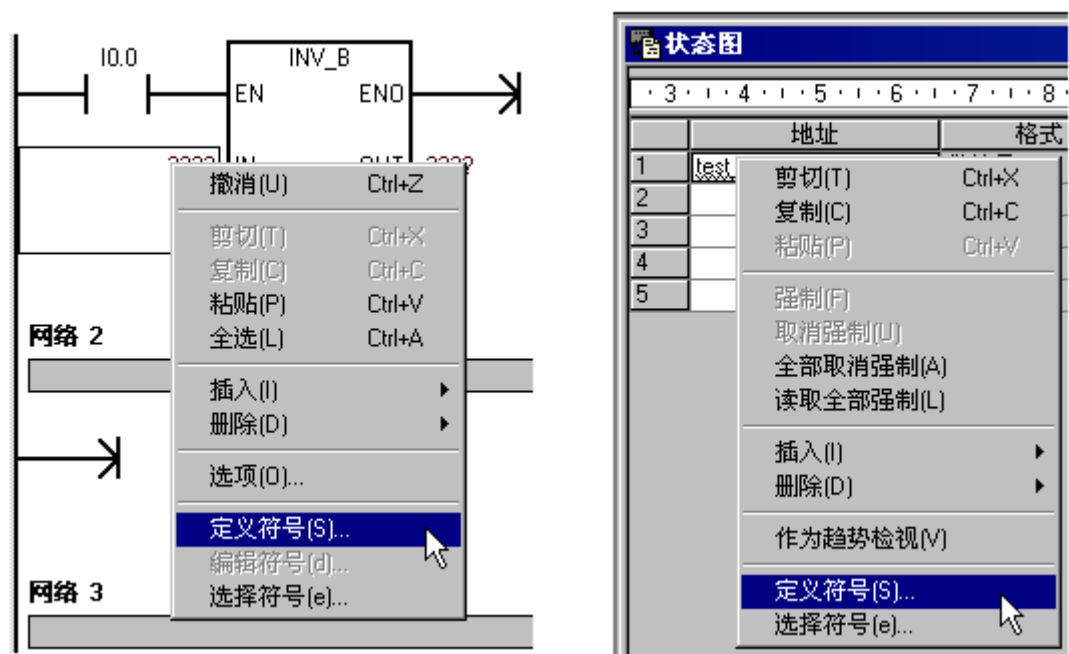 I0.0
INV_B
EN ENO
???? IN OUT ????
撤消(U) Ctrl+Z
剪切(T) Ctrl+X
复制(C) Ctrl+C
粘贴(P) Ctrl+V
全选(L) Ctrl+A
插入(I)
删除(D)
选项(O)...
定义符号(S)...
编辑符号(d)...
选择符号(e)...
网络 2
网络 3
状态图
· 3 · ı · 4 · ı · 5 · ı · 6 · ı · 7 · ı · 8 ·
地址 格式
1 test
2
3
4
5
剪切(T) Ctrl+X
复制(C) Ctrl+C
粘贴(P) Ctrl+V
强制(F)
取消强制(U)
全部取消强制(A)
读取全部强制(L)
插入(I)
删除(D)
作为趋势检视(V)
定义符号(S)...
选择符号(e)...